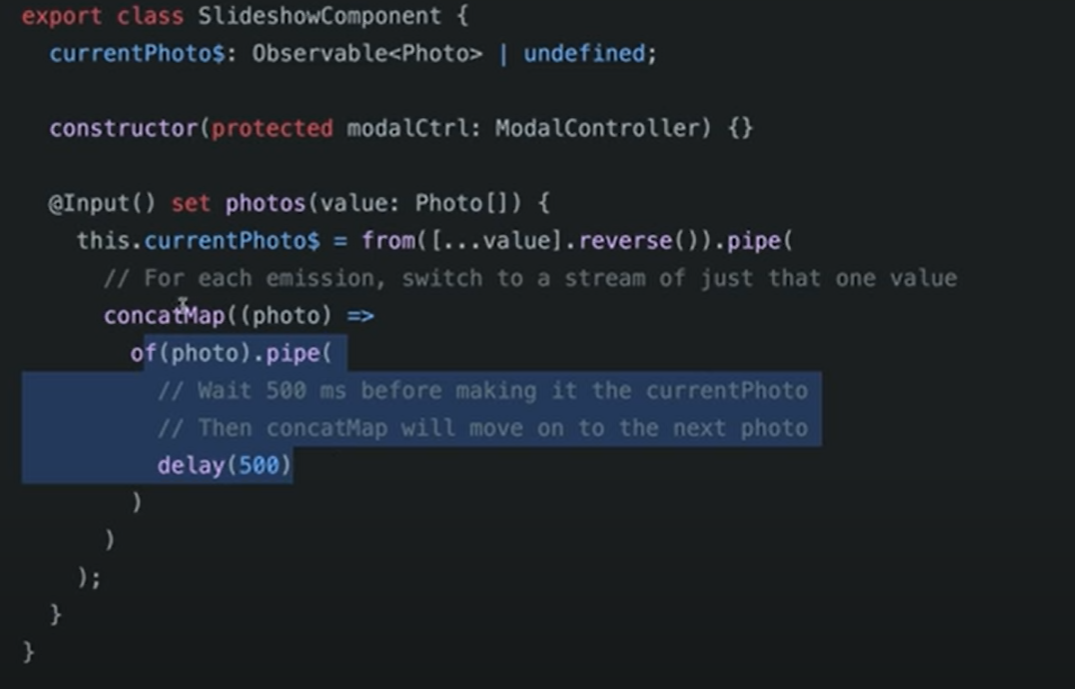 export class SlideshowComponent {
  currentPhoto$: Observable<Photo> | undefined;

  constructor(protected modalCtrl: ModalController) {}

  @Input() set photos(value: Photo[]) {
    this.currentPhoto$ = from([...value].reverse()).pipe(
      // For each emission, switch to a stream of just that one value
      concatMap((photo) =>
        of(photo).pipe(
          // Wait 500 ms before making it the currentPhoto
          // Then concatMap will move on to the next photo
          delay(500)
        )
      )
    );
  }
}